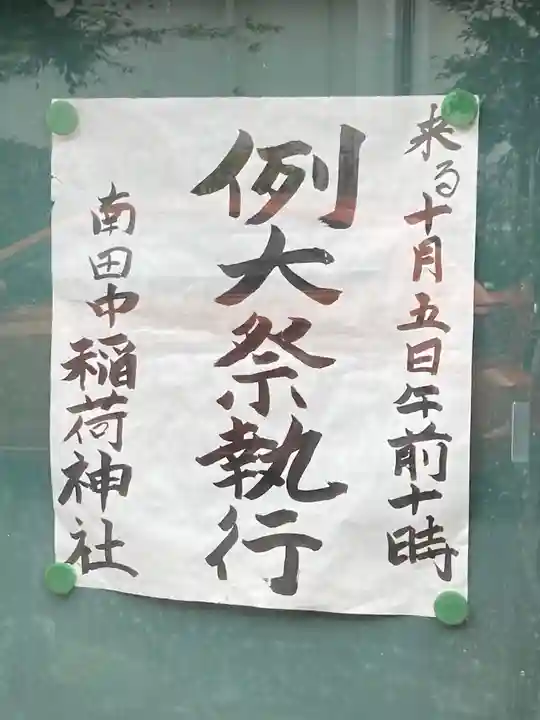 来る十月五日午前十時
例大祭執行
南田中稲荷神社